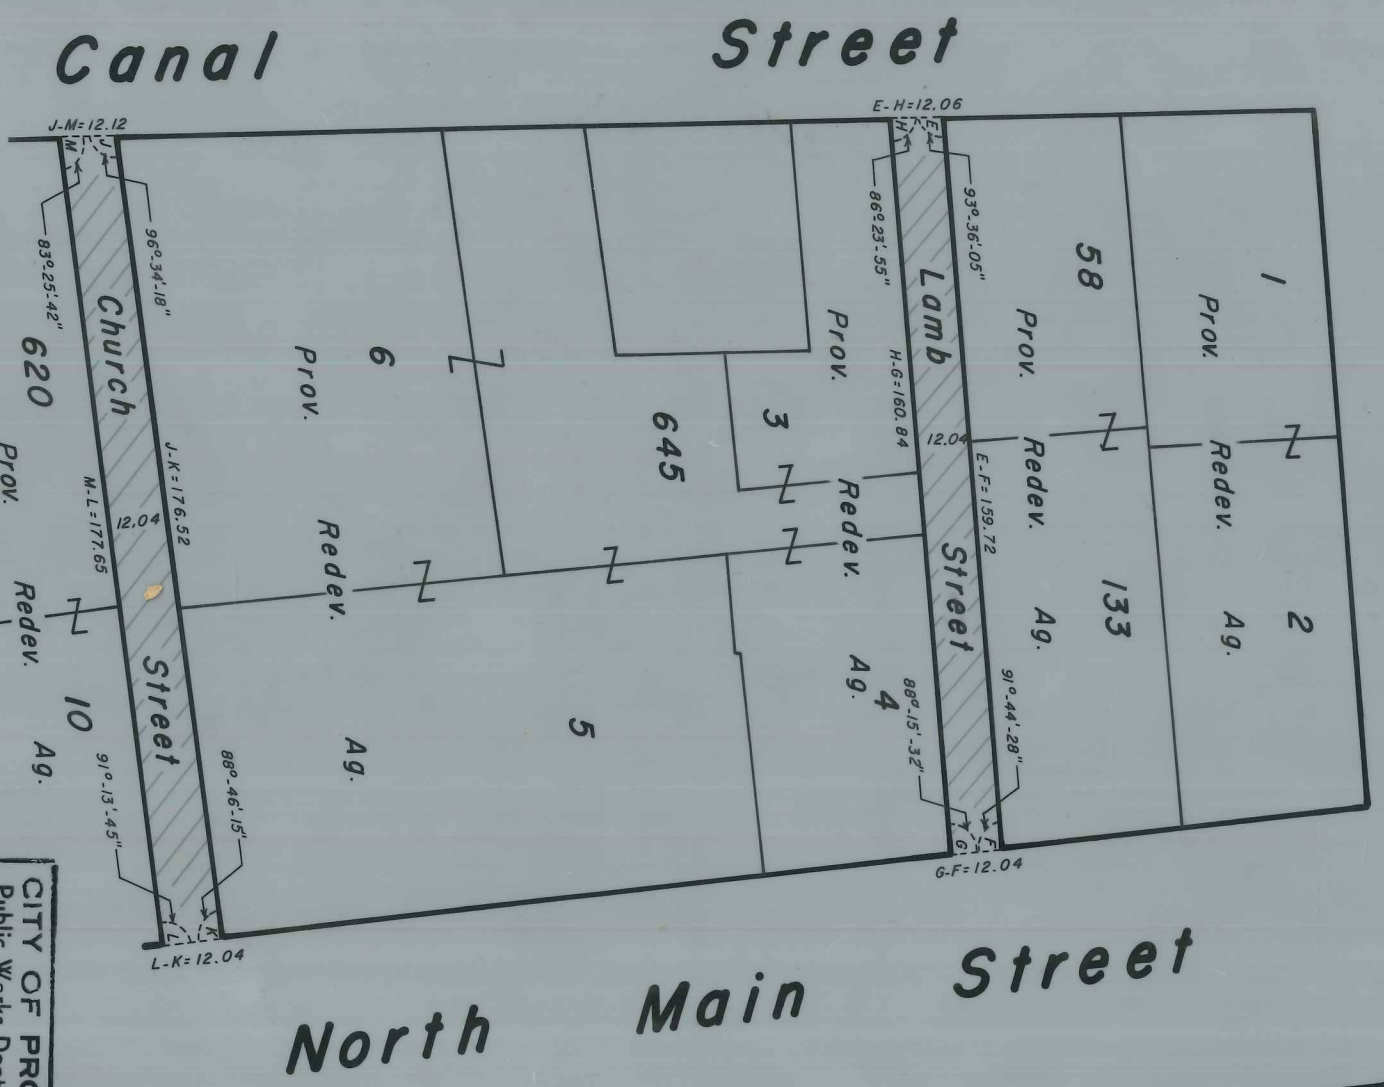 Canal Street
J-M=12.12
E-H=12.06
M
J
H
E
83°-25'-42"
96°-34'-18"
86°-23'-55"
93°-36'-05"
Church Street
Lamb Street
620
Prov.
Redev.
10
Ag.
M-L=177.65
12.04
J-K=176.52
91°-13'-45"
88°-46'-15"
L
K
L-K=12.04
6
Prov.
Redev. Ag.
645
5
3
Prov.
Redev. Ag.
4
H-G=160.84
12.04
E-F=159.72
88°-15'-32"
91°-44'-28"
G
F
G-F=12.04
58
Prov. Redev. Ag.
133
1
Prov. Redev. Ag.
2
North Main Street
CITY OF PRO
Public Works Dept